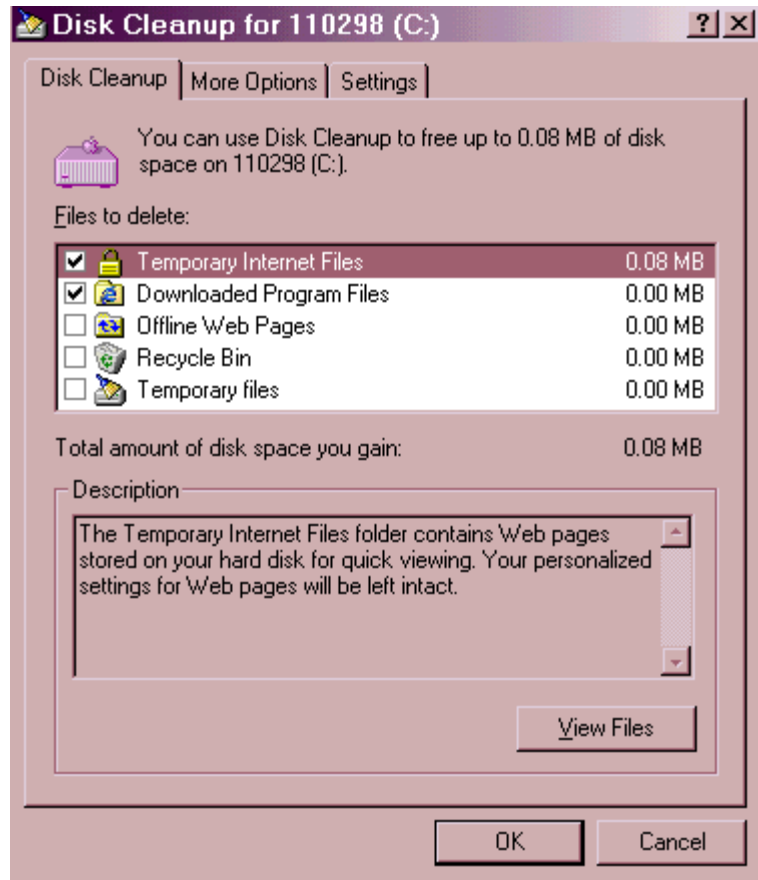 Disk Cleanup for 110298 (C:)
Disk Cleanup
More Options
Settings
You can use Disk Cleanup to free up to 0.08 MB of disk
space on 110298 (C:).
Files to delete:
Temporary Internet Files 0.08 MB
Downloaded Program Files 0.00 MB
Offline Web Pages 0.00 MB
Recycle Bin 0.00 MB
Temporary files 0.00 MB
Total amount of disk space you gain: 0.08 MB
Description
The Temporary Internet Files folder contains Web pages
stored on your hard disk for quick viewing. Your personalized
settings for Web pages will be left intact.
View Files
OK
Cancel